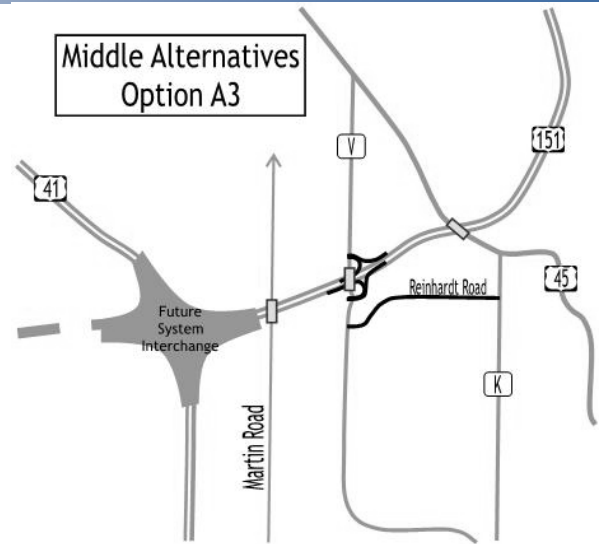 Middle Alternatives
Option A3
V
151
41
45
Reinhardt Road
Future
System
Interchange
K
Martin Road